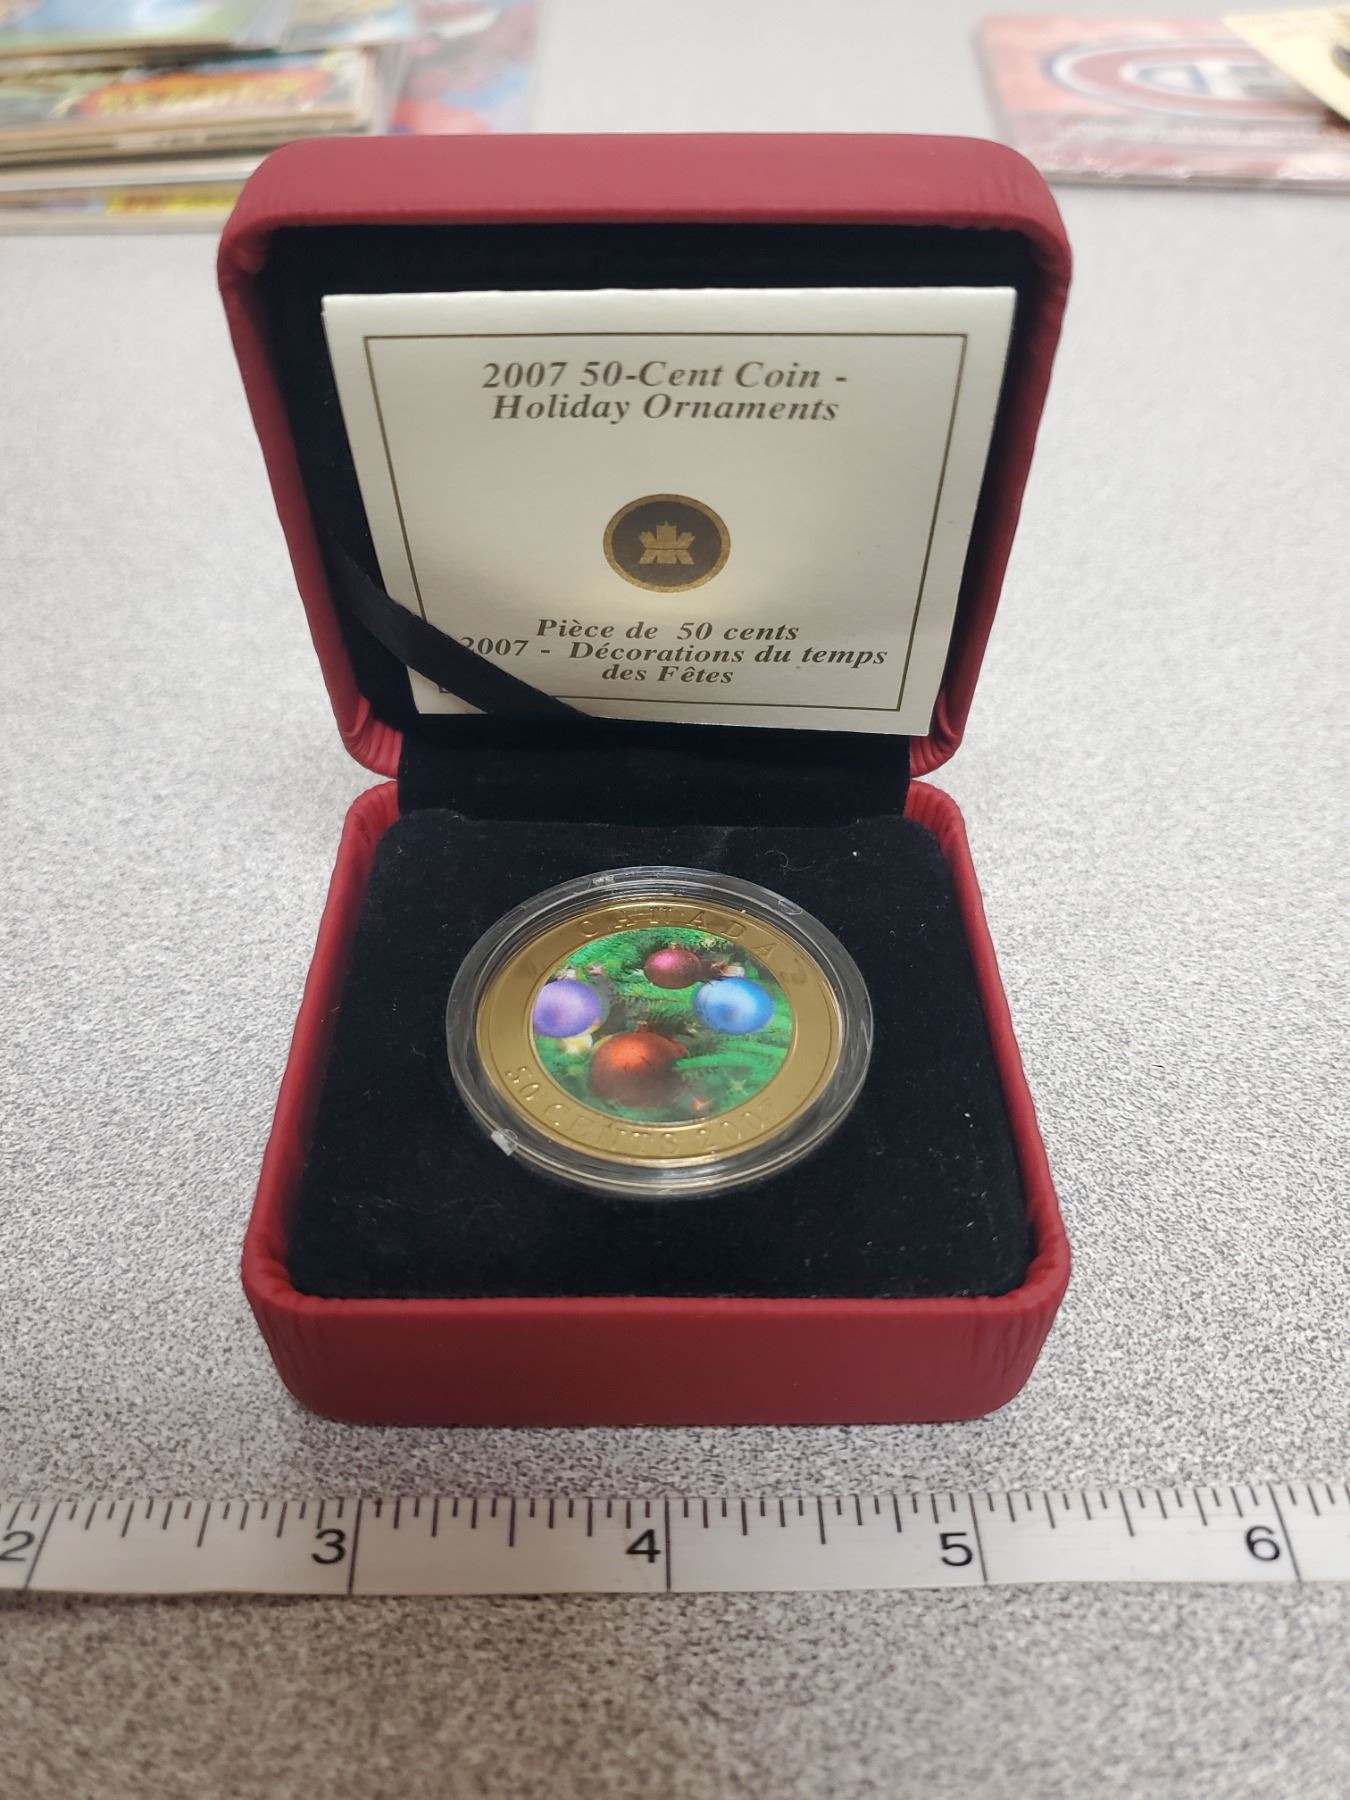 2007 50-Cent Coin -
Holiday Ornaments
Pièce de 50 cents
2007 - Décorations du temps
des Fêtes
CANADA
50 CENTS 2007
2 3 4 5 6